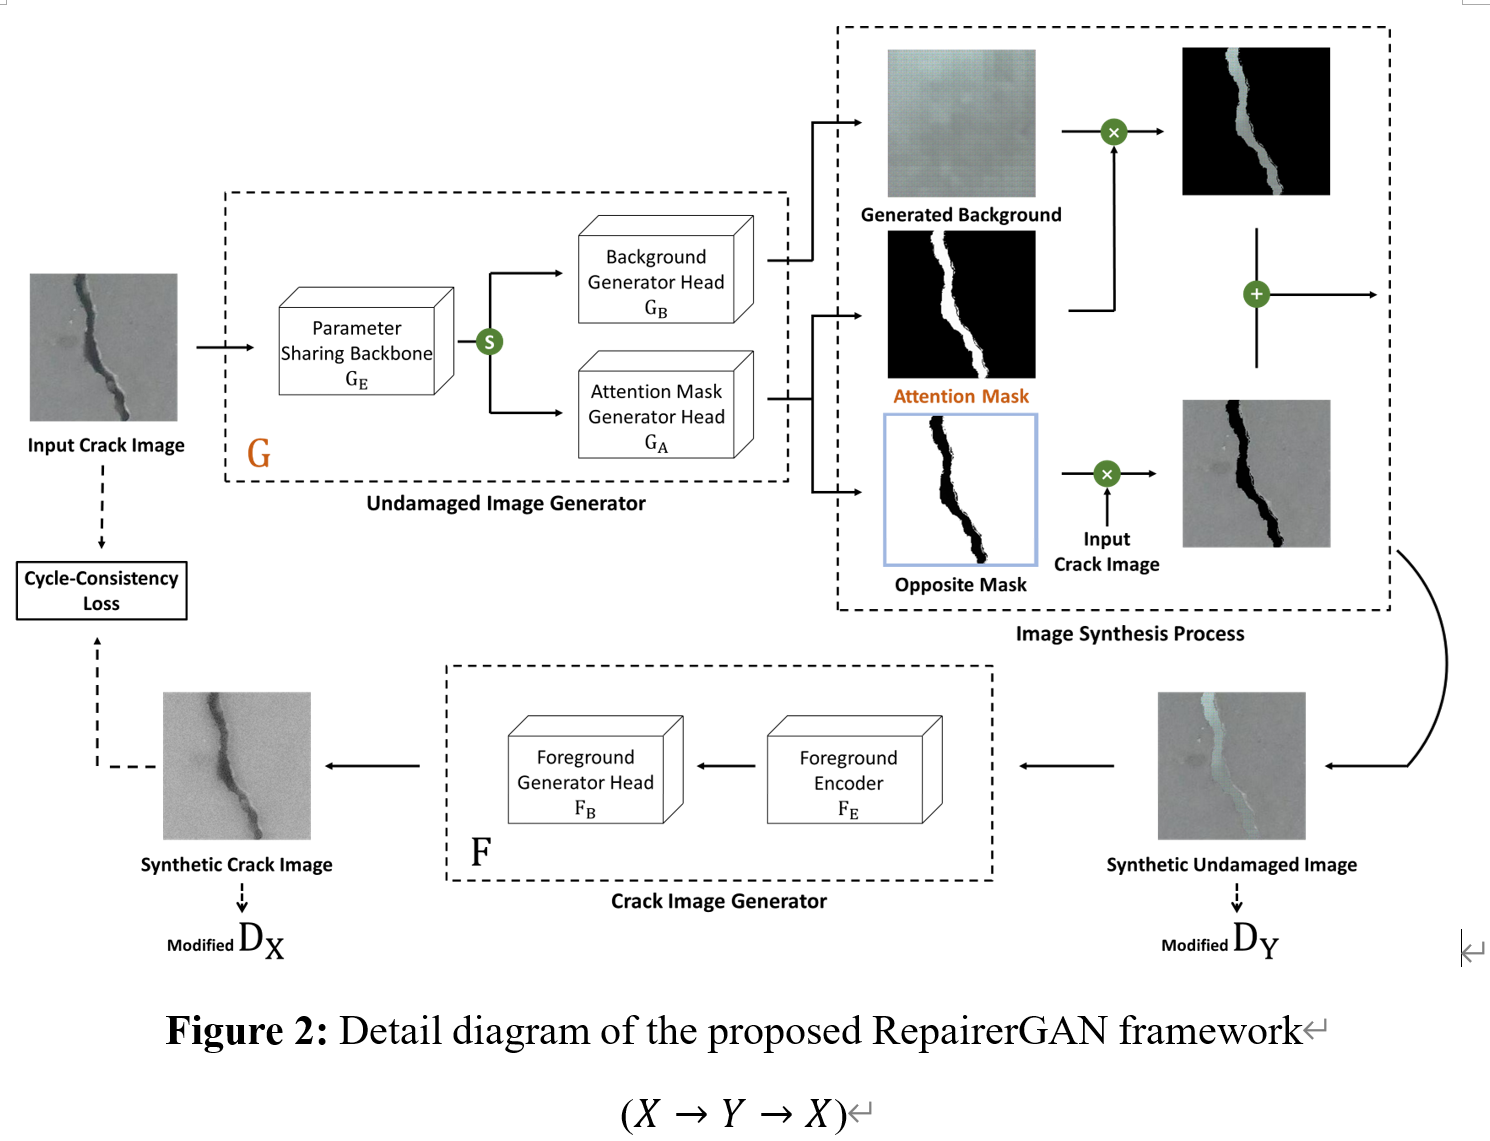 Generated Background
Attention Mask
Opposite Mask
×
×
+
Input
Crack Image
Image Synthesis Process
Input Crack Image
Parameter
Sharing Backbone
G_E
S
Background
Generator Head
G_B
Attention Mask
Generator Head
G_A
G
Undamaged Image Generator
Cycle-Consistency
Loss
Synthetic Crack Image
Modified D_X
Foreground
Generator Head
F_B
Foreground
Encoder
F_E
F
Crack Image Generator
Synthetic Undamaged Image
Modified D_Y
Figure 2: Detail diagram of the proposed RepairerGAN framework
(X → Y → X)